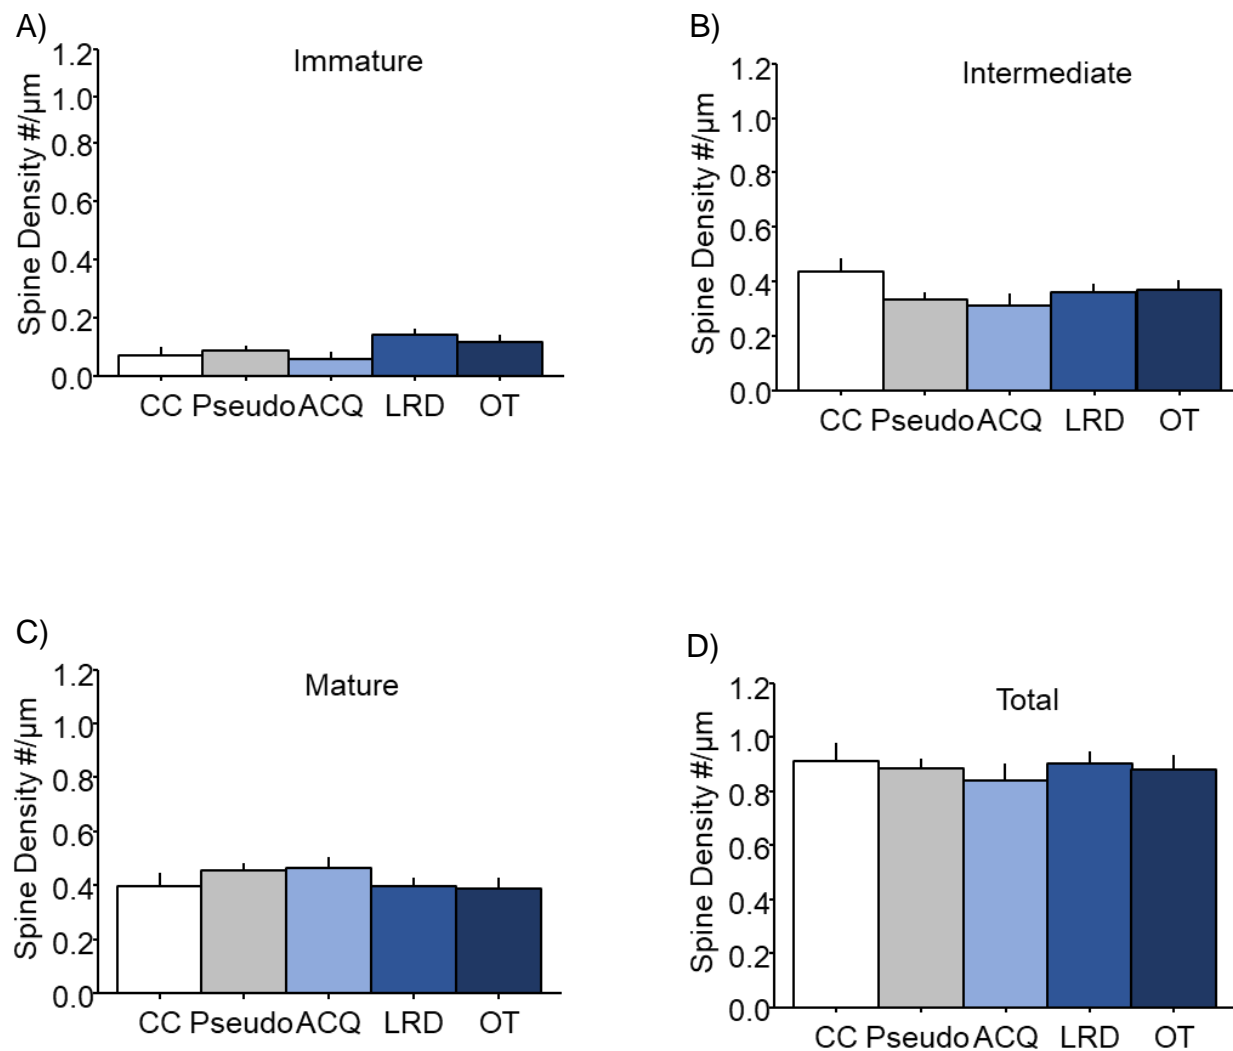 A)
Immature
Spine Density #/µm
1.2
1.0
0.8
0.6
0.4
0.2
0.0
CC Pseudo ACQ LRD OT
B)
Intermediate
Spine Density #/µm
1.2
1.0
0.8
0.6
0.4
0.2
0.0
CC Pseudo ACQ LRD OT
C)
Mature
Spine Density #/µm
1.2
1.0
0.8
0.6
0.4
0.2
0.0
CC Pseudo ACQ LRD OT
D)
Total
Spine Density #/µm
1.2
1.0
0.8
0.6
0.4
0.2
0.0
CC Pseudo ACQ LRD OT